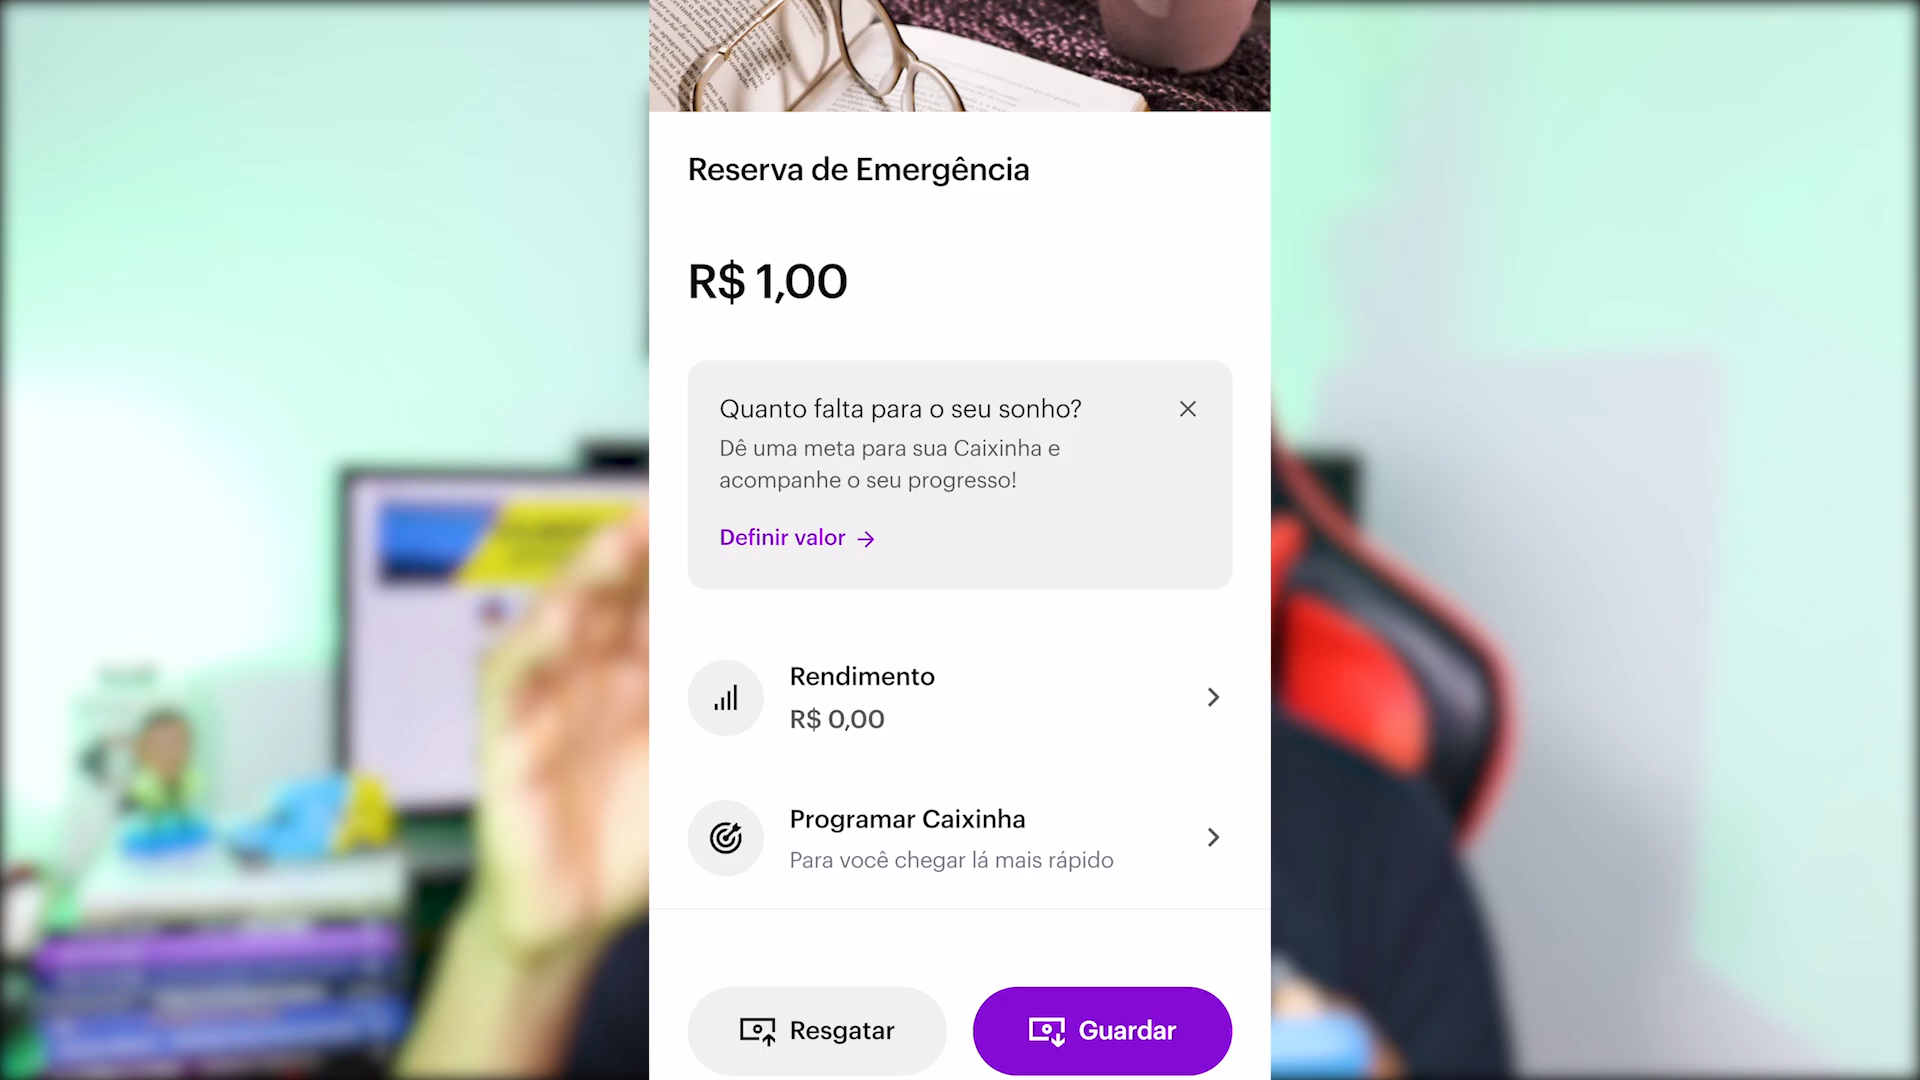 Reserva de Emergência
R$ 1,00
Quanto falta para o seu sonho?
Dê uma meta para sua Caixinha e
acompanhe o seu progresso!
Definir valor
Rendimento
R$ 0,00
Programar Caixinha
Para você chegar lá mais rápido
Resgatar
Guardar